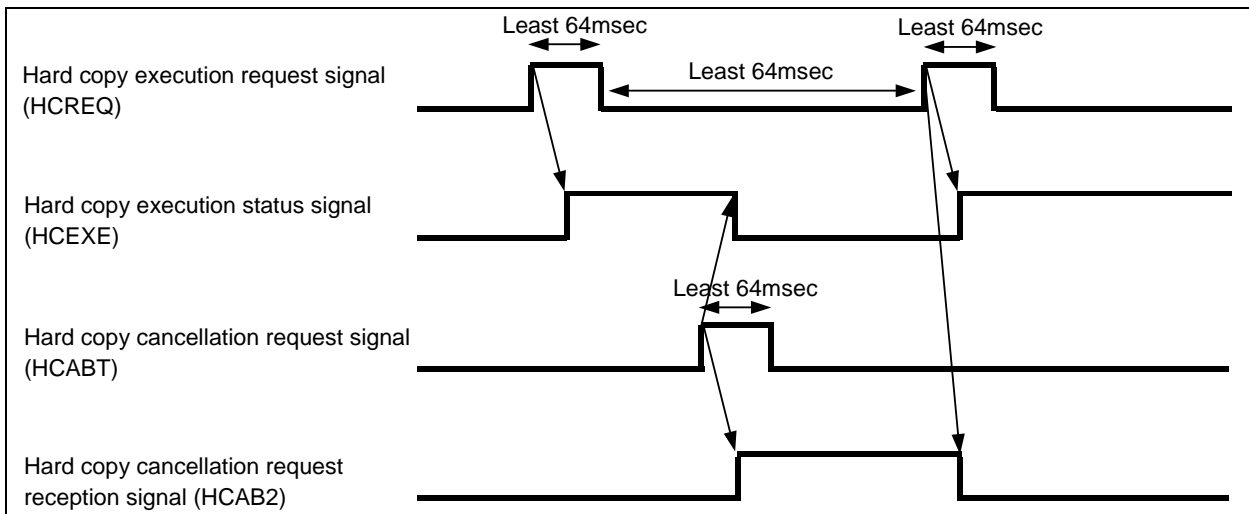 Least 64msec
Least 64msec
Hard copy execution request signal
(HCREQ)
Least 64msec
Hard copy execution status signal
(HCEXE)
Least 64msec
Hard copy cancellation request signal
(HCABT)
Hard copy cancellation request
reception signal (HCAB2)